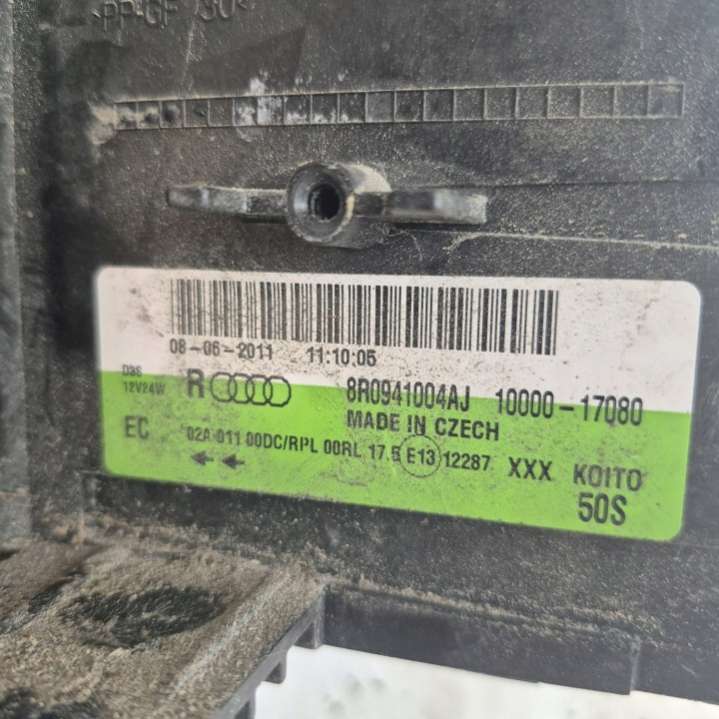 >PP-GF 30<
08-06-2011 11:10:05
D3S
12V24W R 8R0941004AJ 10000-17080
MADE IN CZECH
EC 02A 011 00DC/RPL 00RL 17.5 E13 12287 XXX KOITO
50S